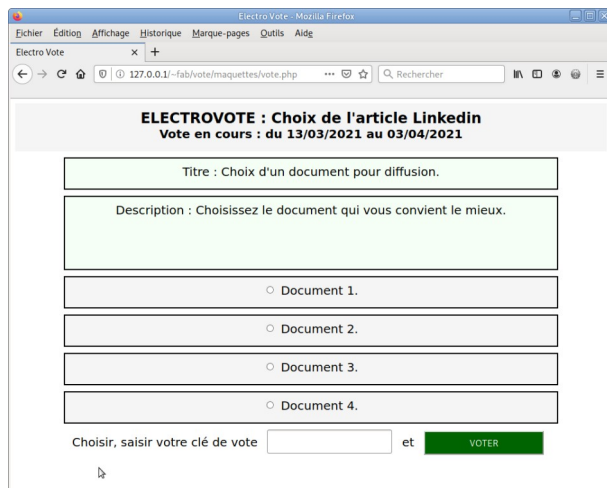 Electro Vote - Mozilla Firefox
Fichier Édition Affichage Historique Marque-pages Outils Aide
Electro Vote × +
127.0.0.1/~fab/vote/maquettes/vote.php ••• Rechercher
ELECTROVOTE : Choix de l'article Linkedin
Vote en cours : du 13/03/2021 au 03/04/2021
Titre : Choix d'un document pour diffusion.
Description : Choisissez le document qui vous convient le mieux.
Document 1.
Document 2.
Document 3.
Document 4.
Choisir, saisir votre clé de vote et VOTER